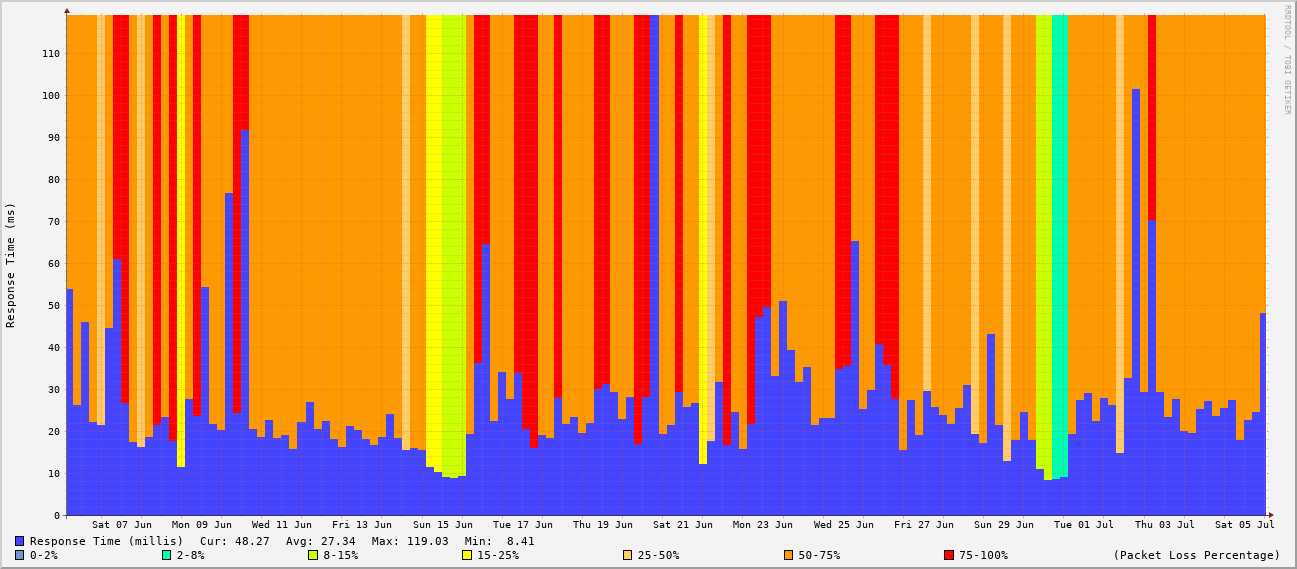 RRDTOOL / TOBI OETIKER
Response Time (ms)
110
100
90
80
70
60
50
40
30
20
10
0
Sat 07 Jun Mon 09 Jun Wed 11 Jun Fri 13 Jun Sun 15 Jun Tue 17 Jun Thu 19 Jun Sat 21 Jun Mon 23 Jun Wed 25 Jun Fri 27 Jun Sun 29 Jun Tue 01 Jul Thu 03 Jul Sat 05 Jul
Response Time (millis) Cur: 48.27 Avg: 27.34 Max: 119.03 Min: 8.41
0-2% 2-8% 8-15% 15-25% 25-50% 50-75% 75-100% (Packet Loss Percentage)